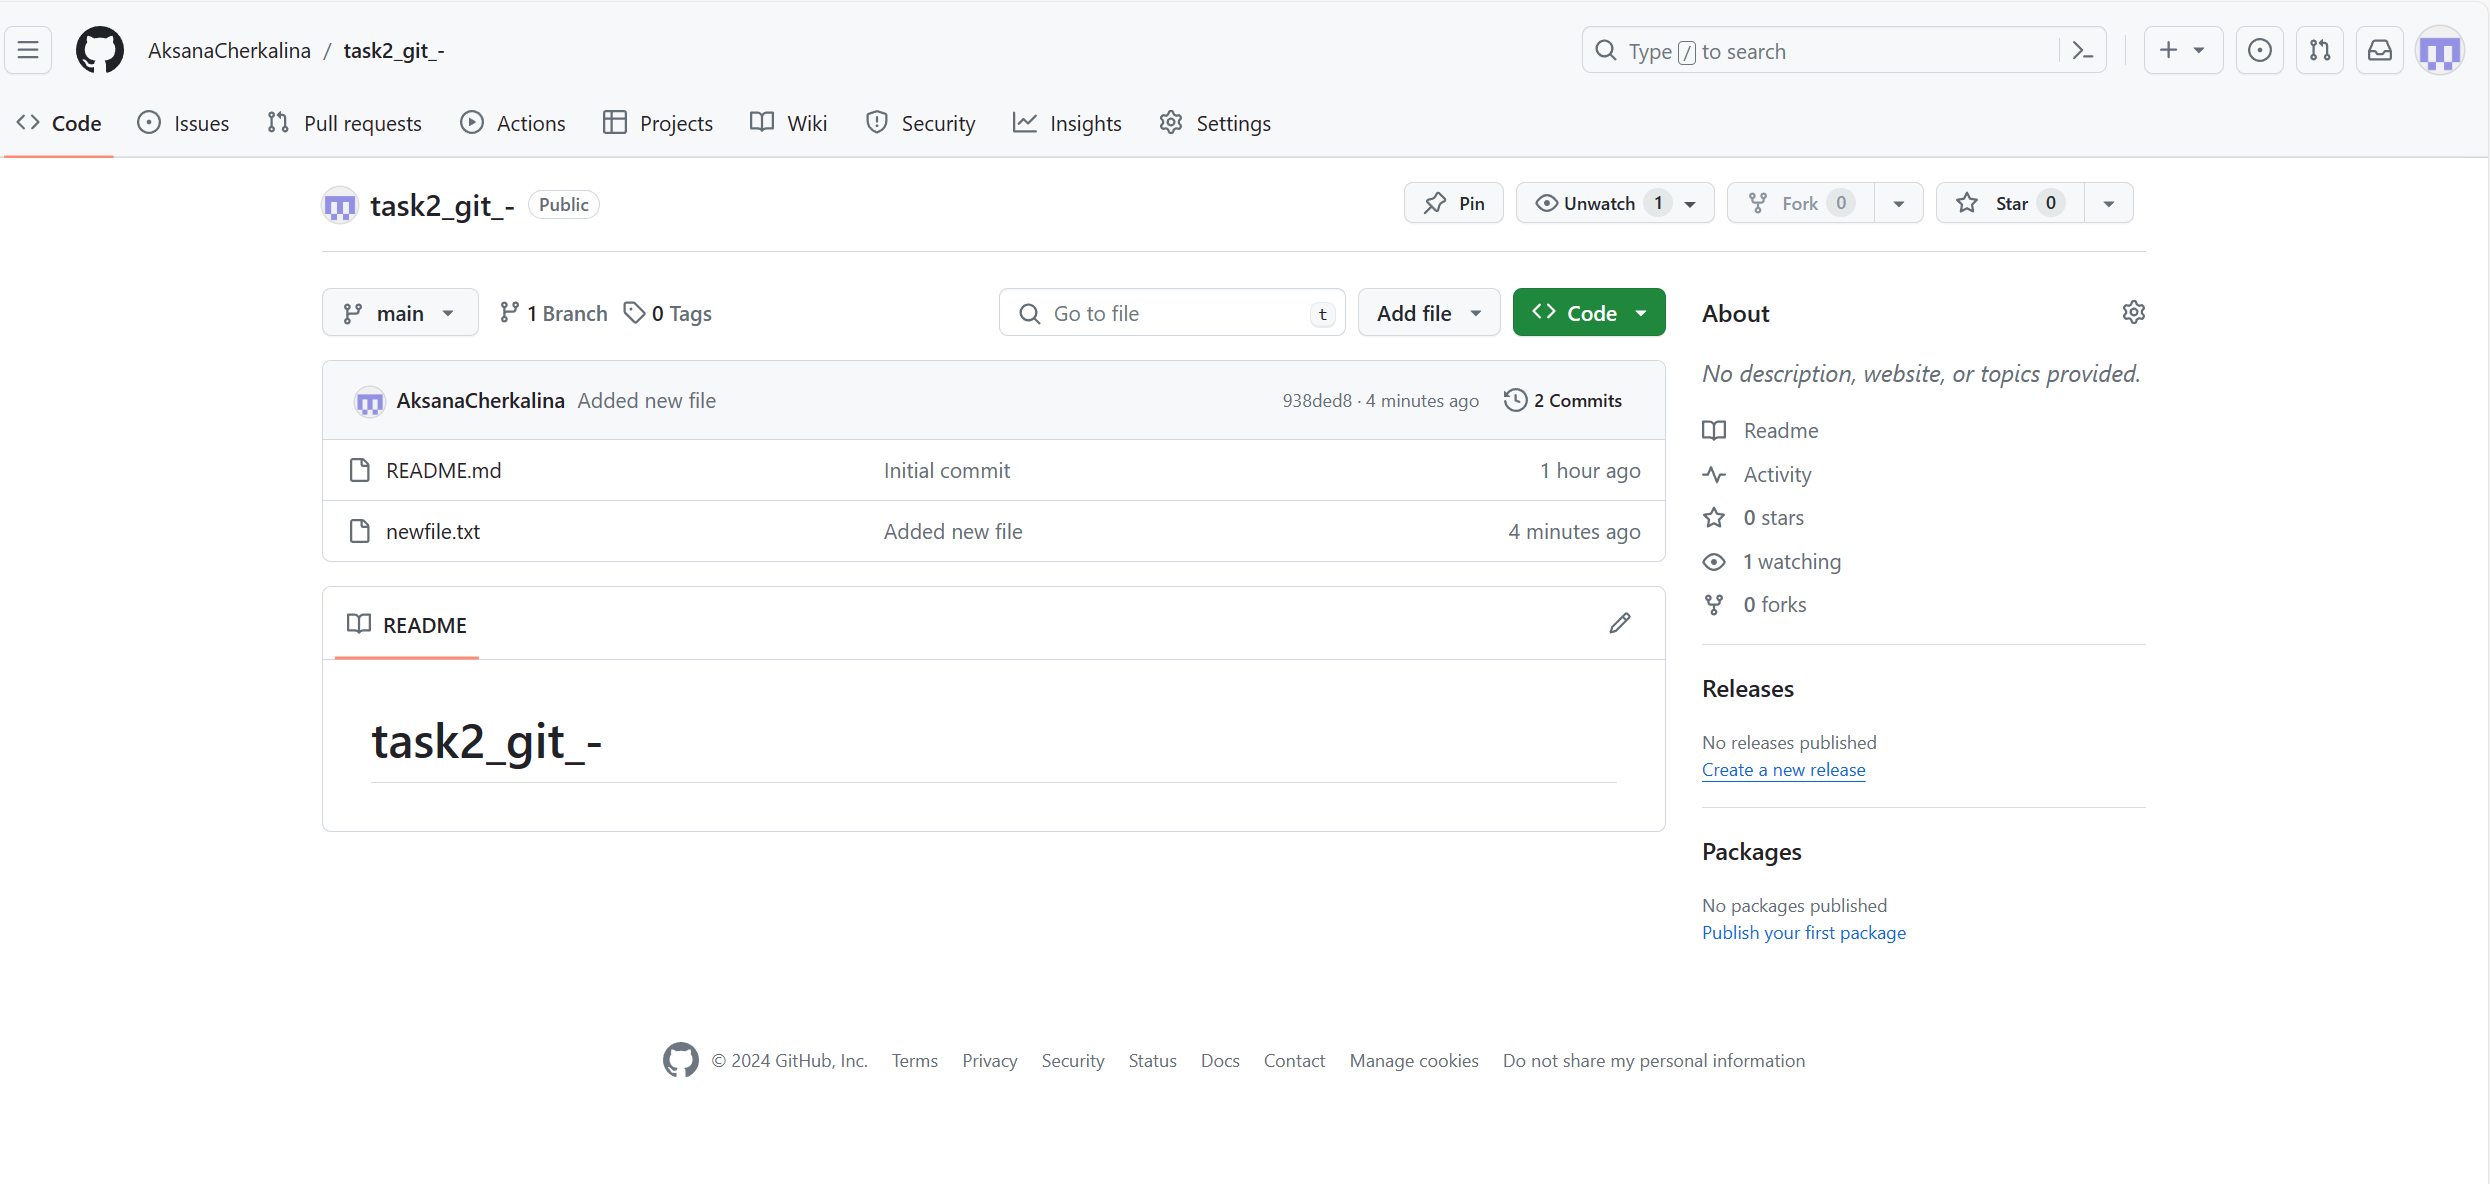 AksanaCherkalina / task2_git_-
Type / to search
Code Issues Pull requests Actions Projects Wiki Security Insights Settings
task2_git_- Public
Pin Unwatch 1 Fork 0 Star 0
main 1 Branch 0 Tags Go to file t Add file Code
AksanaCherkalina Added new file 938ded8 · 4 minutes ago 2 Commits
README.md Initial commit 1 hour ago
newfile.txt Added new file 4 minutes ago
README
task2_git_-
About
No description, website, or topics provided.
Readme
Activity
0 stars
1 watching
0 forks
Releases
No releases published
Create a new release
Packages
No packages published
Publish your first package
© 2024 GitHub, Inc. Terms Privacy Security Status Docs Contact Manage cookies Do not share my personal information